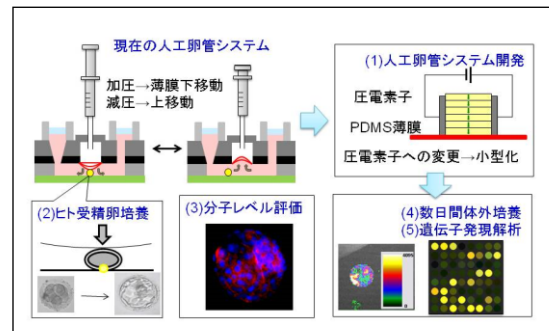 現在の人工卵管システム
加圧→薄膜下移動
減圧→上移動
(1)人工卵管システム開発
圧電素子
PDMS薄膜
圧電素子への変更→小型化
(2)ヒト受精卵培養
(3)分子レベル評価
(4)数日間体外培養
(5)遺伝子発現解析